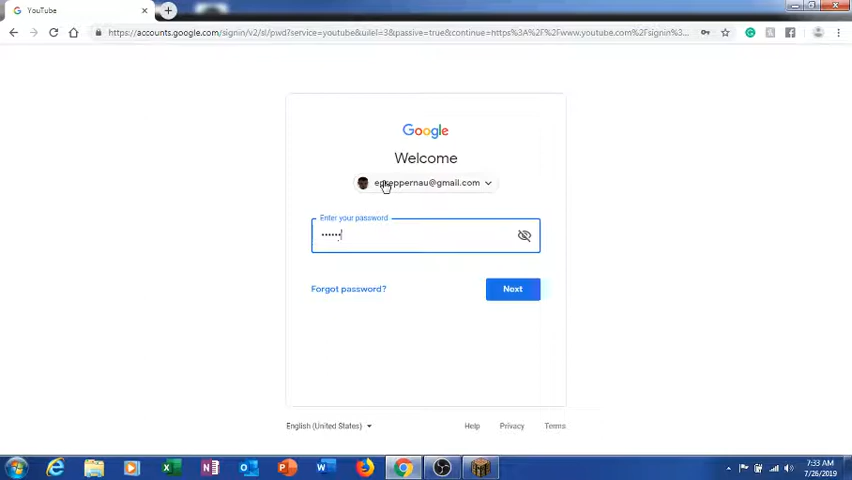 YouTube
https://accounts.google.com/signin/v2/sl/pwd?service=youtube&uilel=3&passive=true&continue=https%3A%2F%2Fwww.youtube.com%2Fsignin%3...
Google
Welcome
Enter your password
••••••
Forgot password?
Next
English (United States)
Help Privacy Terms
7:33 AM
7/26/2019